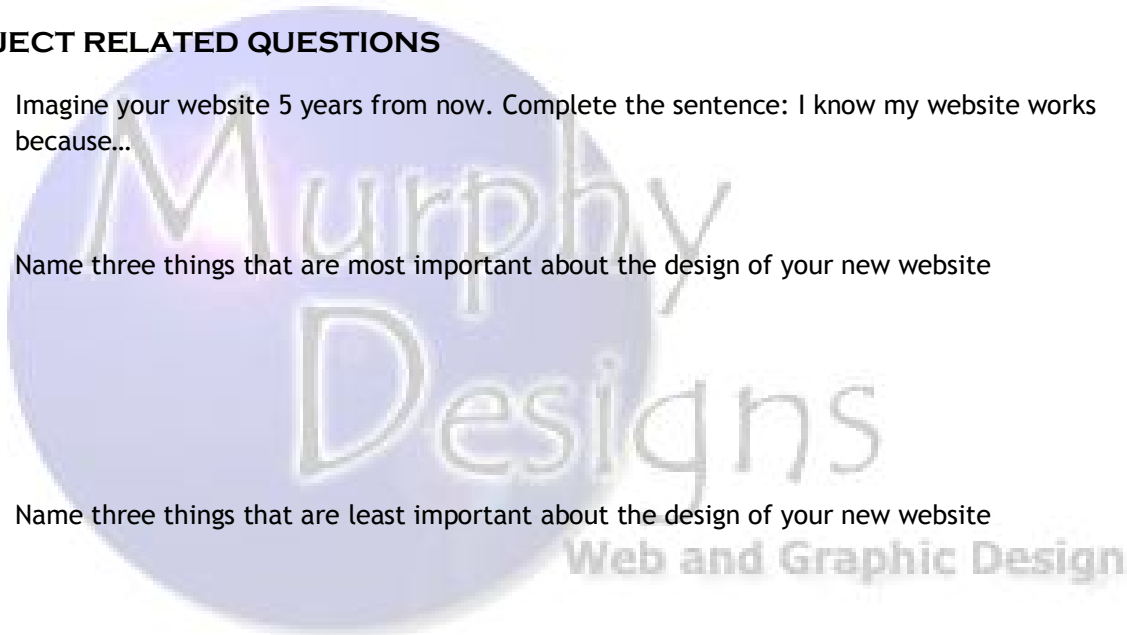 JECT RELATED QUESTIONS
Imagine your website 5 years from now. Complete the sentence: I know my website works
because…
Murphy
Name three things that are most important about the design of your new website
Designs
Name three things that are least important about the design of your new website
Web and Graphic Design